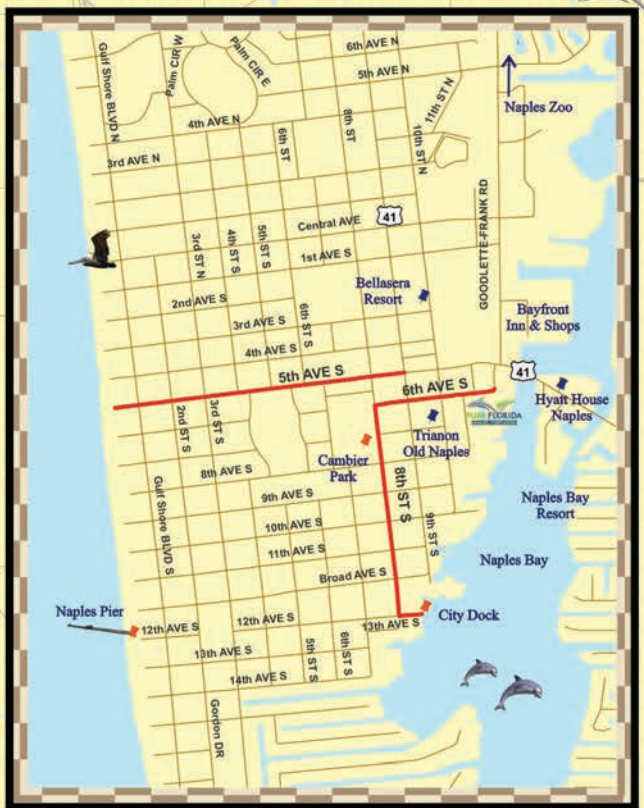 6th AVE N
Gulf Shore BLVD N
Palm CIR W
Palm CIR E
5th AVE N
11th ST N
Naples Zoo
4th AVE N
8th ST
10th ST N
3rd AVE N
6th ST
GOODLETTE-FRANK RD
41
Central AVE
3rd ST N
4th ST S
5th ST S
1st AVE S
Bellasera
Resort
2nd AVE S
Bayfront
Inn & Shops
3rd AVE S
6th ST S
4th AVE S
5th AVE S
41
6th AVE S
Hyatt House
Naples
PURE FLORIDA
2nd ST S
3rd ST S
Trianon
Old Naples
Cambier
Park
8th AVE S
8th ST S
Gulf Shore BLVD S
9th AVE S
Naples Bay
Resort
10th AVE S
9th ST S
11th AVE S
Naples Bay
Broad AVE S
Naples Pier
City Dock
12th AVE S
12th AVE S
13th AVE S
13th AVE S
5th ST S
6th ST S
14th AVE S
Gordon DR